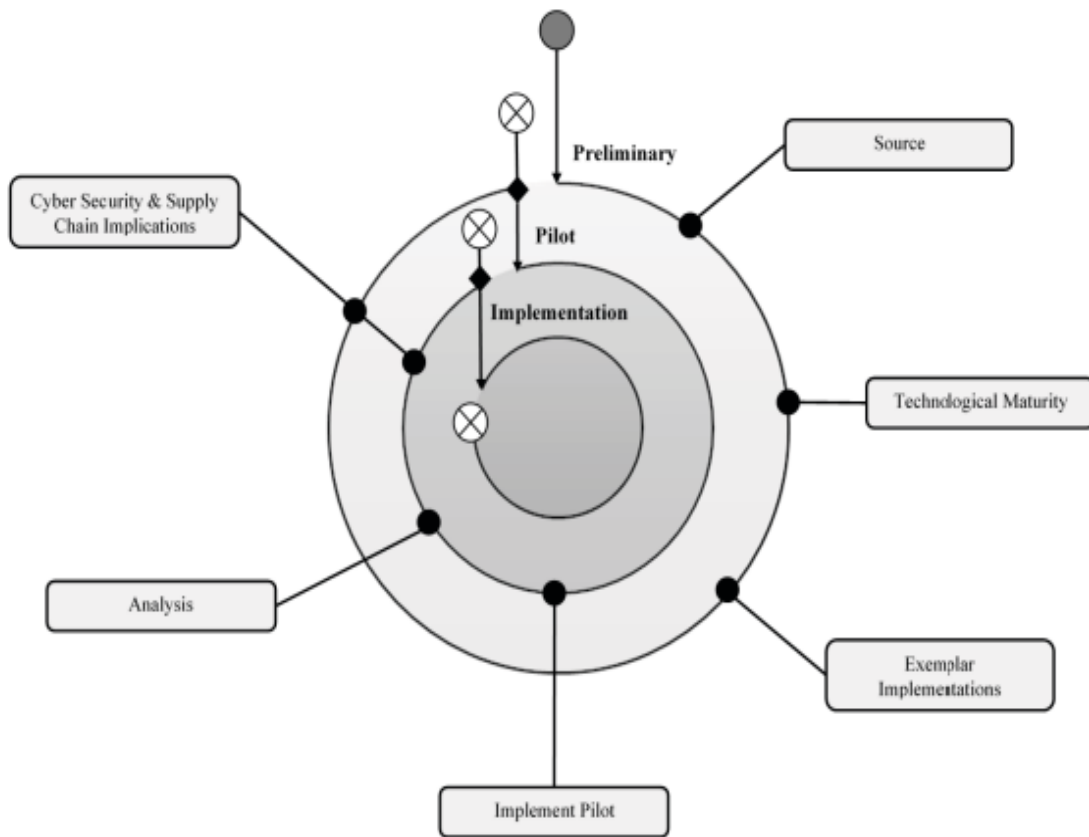 Preliminary
Source
Cyber Security & Supply
Chain Implications
Pilot
Implementation
Technological Maturity
Analysis
Exemplar
Implementations
Implement Pilot